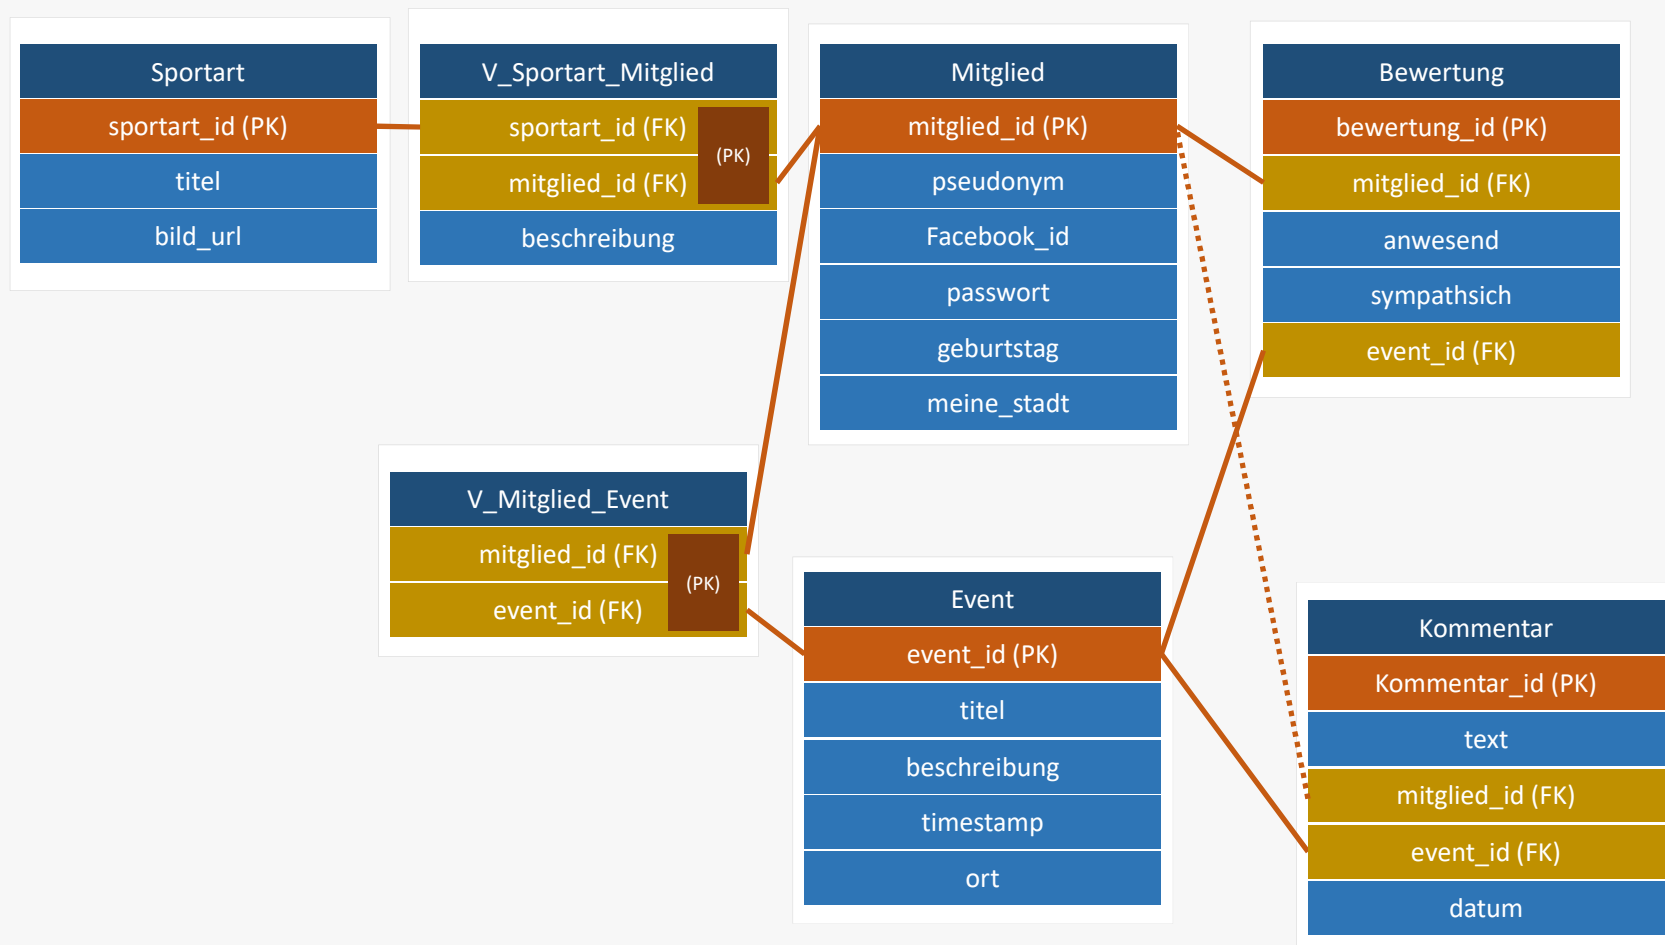 Sportart
sportart_id (PK)
titel
bild_url
V_Sportart_Mitglied
sportart_id (FK)
(PK)
mitglied_id (FK)
beschreibung
Mitglied
mitglied_id (PK)
pseudonym
Facebook_id
passwort
geburtstag
meine_stadt
Bewertung
bewertung_id (PK)
mitglied_id (FK)
anwesend
sympathsich
event_id (FK)
V_Mitglied_Event
mitglied_id (FK)
(PK)
event_id (FK)
Event
event_id (PK)
titel
beschreibung
timestamp
ort
Kommentar
Kommentar_id (PK)
text
mitglied_id (FK)
event_id (FK)
datum